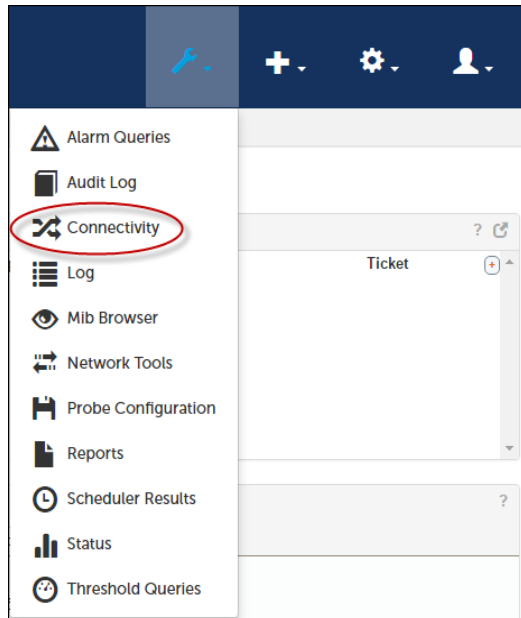 Alarm Queries
Audit Log
Connectivity
?
Log
Ticket
Mib Browser
Network Tools
Probe Configuration
Reports
Scheduler Results
?
Status
Threshold Queries